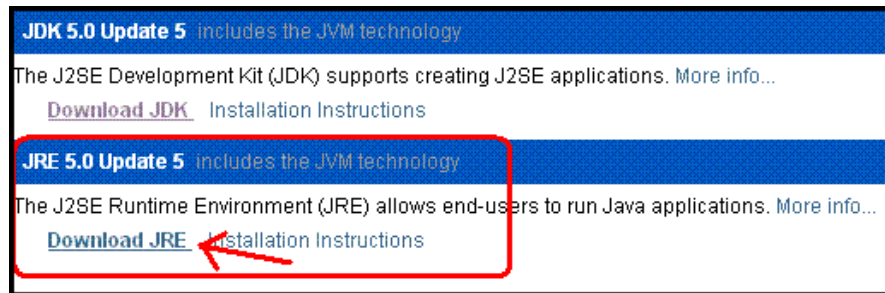 JDK 5.0 Update 5 includes the JVM technology
The J2SE Development Kit (JDK) supports creating J2SE applications. More info...
Download JDK Installation Instructions
JRE 5.0 Update 5 includes the JVM technology
The J2SE Runtime Environment (JRE) allows end-users to run Java applications. More info...
Download JRE Installation Instructions